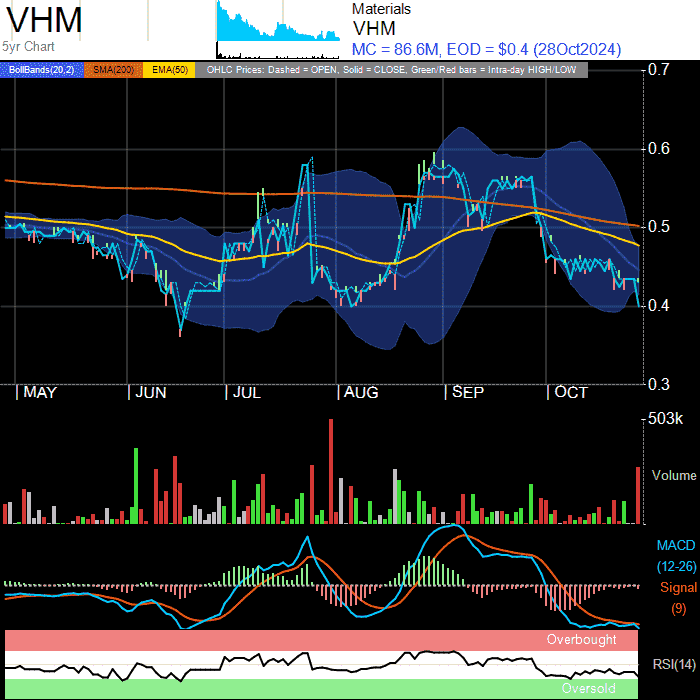 VHM
5yr Chart
Materials
VHM
MC = 86.6M, EOD = $0.4 (28Oct2024)
BollBands(20,2) SMA(200) EMA(50) OHLC Prices: Dashed = OPEN, Solid = CLOSE, Green/Red bars = Intra-day HIGH/LOW
0.7
0.6
0.5
0.4
0.3
MAY JUN JUL AUG SEP OCT
503k
Volume
MACD
(12-26)
Signal
(9)
Overbought
RSI(14)
Oversold